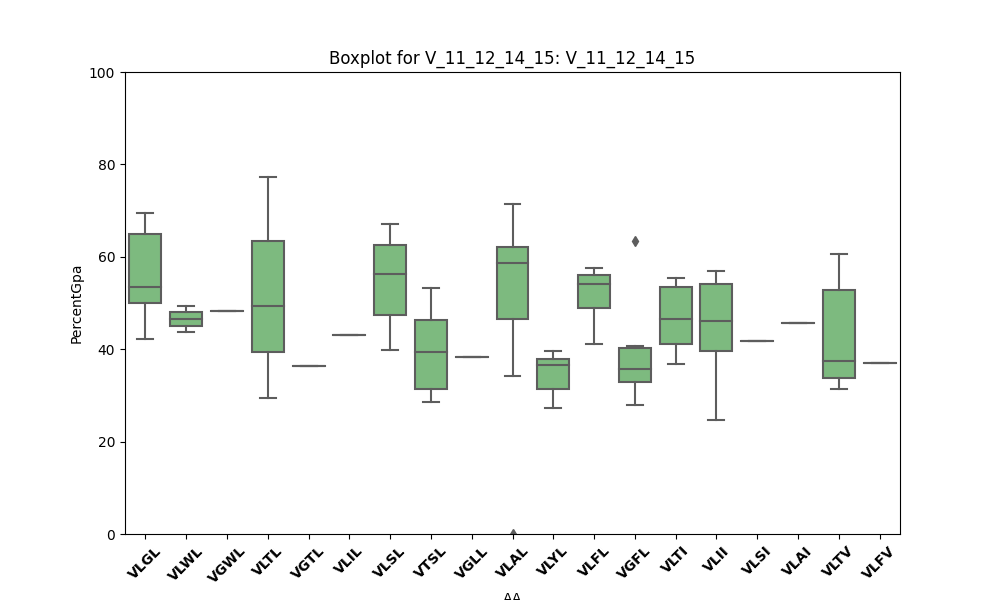 Boxplot for V_11_12_14_15: V_11_12_14_15
100
80
60
40
20
0
PercentGpa
VLGL
VLWL
VGWL
VLTL
VGTL
VLIL
VLSL
VTSL
VGLL
VLAL
VLYL
VLFL
VGFL
VLTI
VLII
VLSI
VLAI
VLTV
VLFV
AA